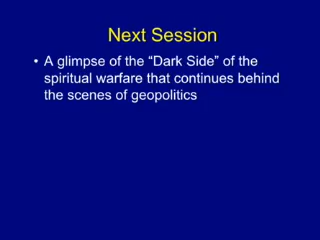 Next Session
• A glimpse of the “Dark Side” of the
spiritual warfare that continues behind
the scenes of geopolitics